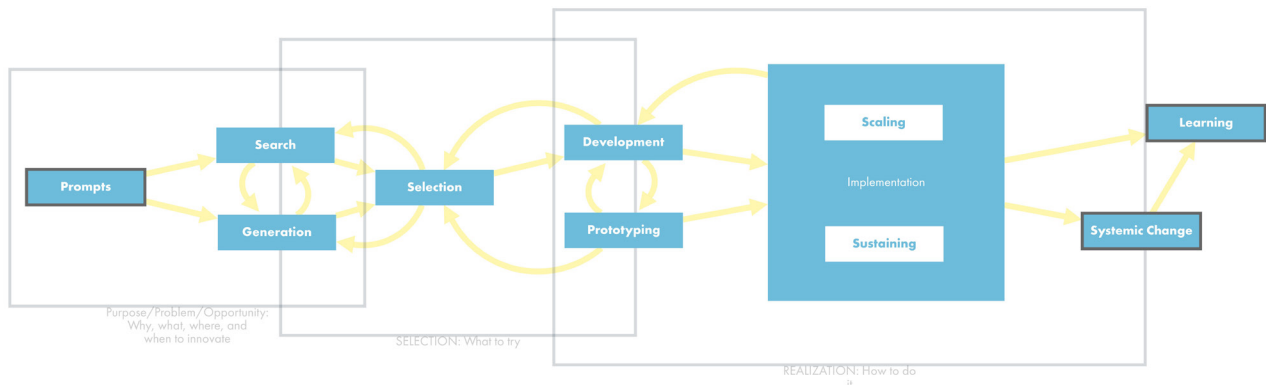 Prompts
Search
Generation
Selection
Development
Prototyping
Scaling
Implementation
Sustaining
Learning
Systemic Change
Purpose/Problem/Opportunity:
Why, what, where, and
when to innovate
SELECTION: What to try
REALIZATION: How to do
it